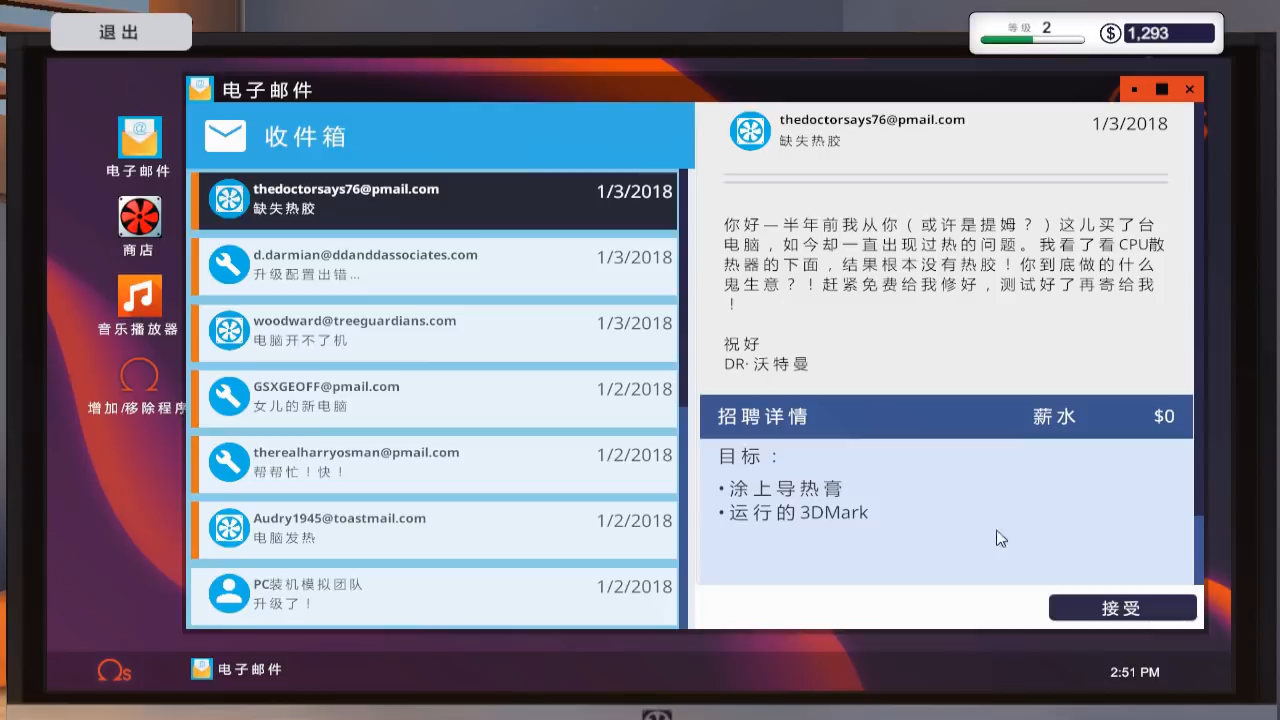 退出
等级 2
$ 1,293
电子邮件
收件箱
电子邮件
商店
音乐播放器
增加/移除程序
thedoctorsays76@pmail.com 1/3/2018
缺失热胶
d.darmian@ddanddassociates.com 1/3/2018
升级配置出错...
woodward@treeguardians.com 1/3/2018
电脑开不了机
GSXGEOFF@pmail.com 1/2/2018
女儿的新电脑
therealharryosman@pmail.com 1/2/2018
帮帮忙！快！
Audry1945@toastmail.com 1/2/2018
电脑发热
PC装机模拟团队 1/2/2018
升级了！
thedoctorsays76@pmail.com 1/3/2018
缺失热胶
你好—半年前我从你（或许是提姆？）这儿买了台
电脑，如今却一直出现过热的问题。我看了看CPU散
热器的下面，结果根本没有热胶！你到底做的什么
鬼生意？！赶紧免费给我修好，测试好了再寄给我
！
祝好
DR·沃特曼
招聘详情 薪水 $0
目标：
•涂上导热膏
•运行的3DMark
接受
Ωs 电子邮件 2:51 PM